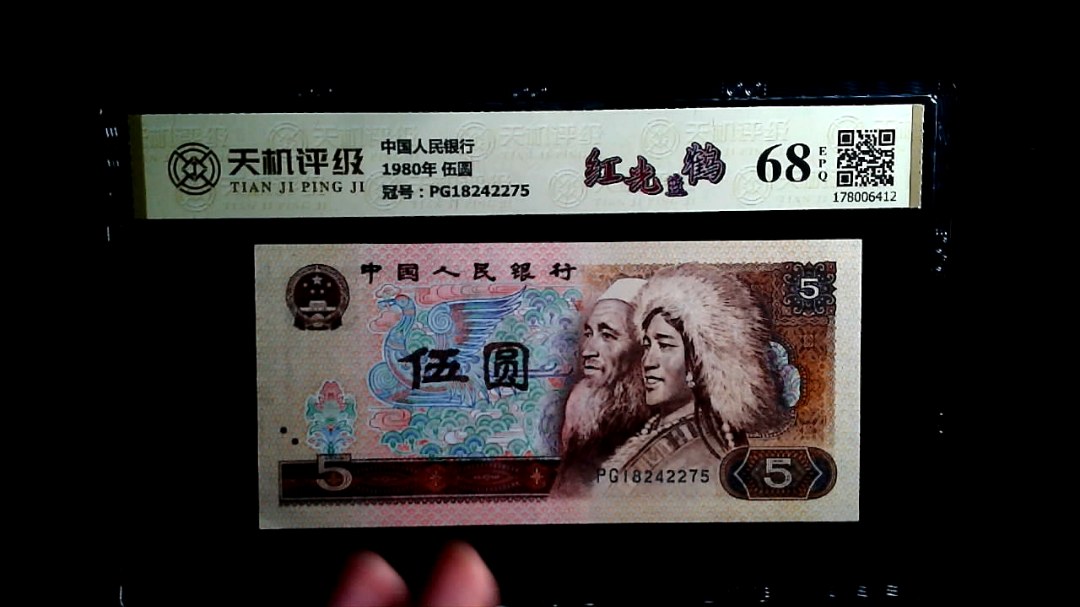 天机评级
TIAN JI PING JI
中国人民银行
1980年 伍圆
冠号：PG18242275
红光蓝鹤
68
EPQ
178006412
中国人民银行
5
伍圆
5
PG18242275
5